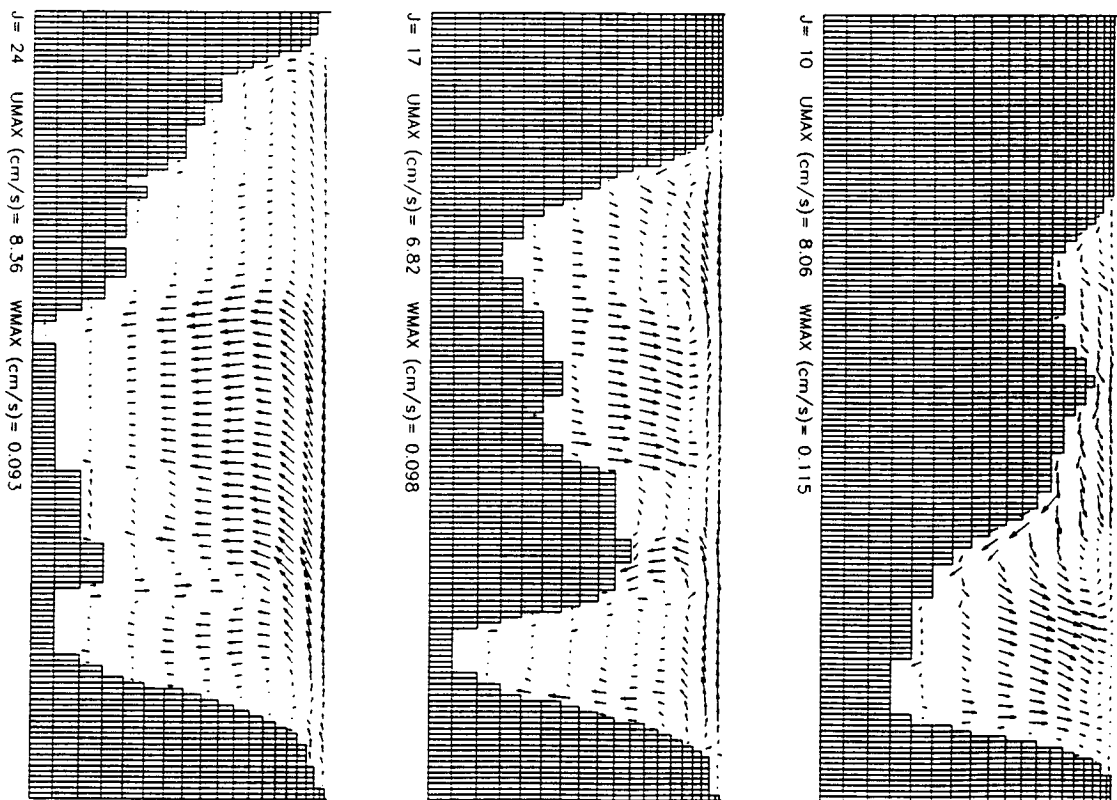 J= 10 UMAX (cm/s)= 8.06 WMAX (cm/s)= 0.115
J= 17 UMAX (cm/s)= 6.82 WMAX (cm/s)= 0.098
J= 24 UMAX (cm/s)= 8.36 WMAX (cm/s)= 0.093